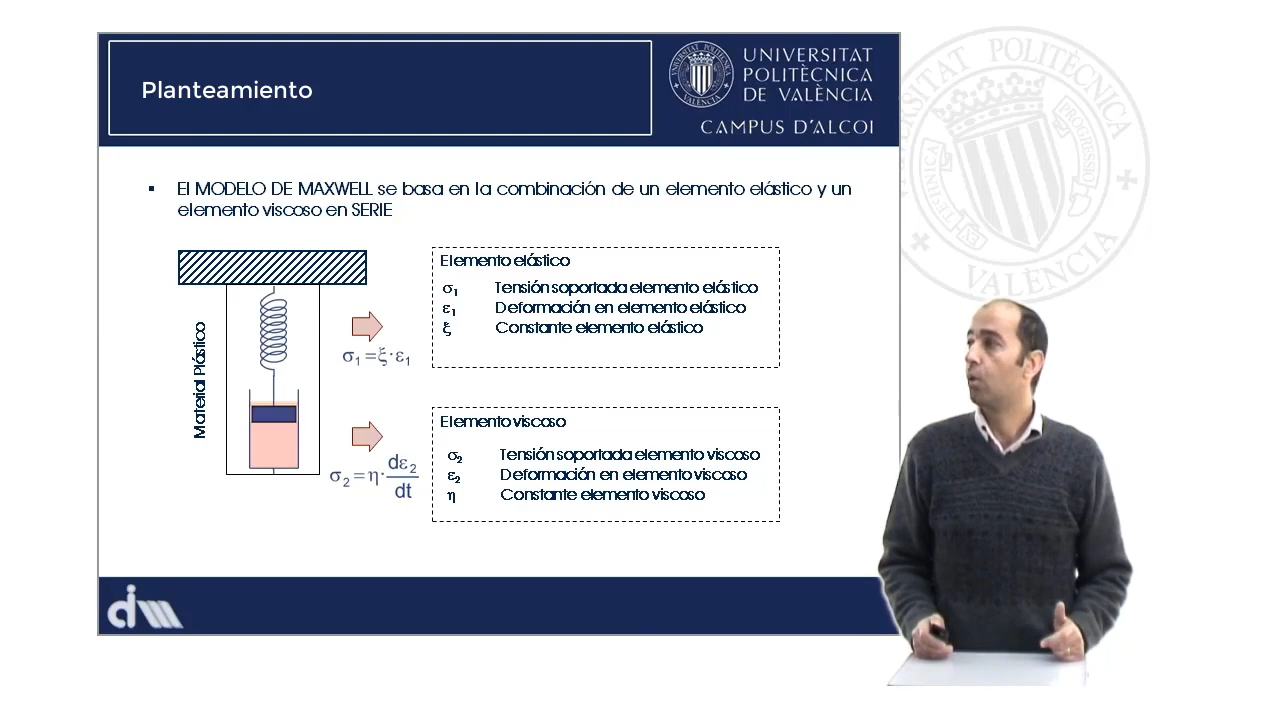 Planteamiento
UNIVERSITAT
POLITÈCNICA
DE VALÈNCIA
CAMPUS D'ALCOI
▪ El MODELO DE MAXWELL se basa en la combinación de un elemento elástico y un
elemento viscoso en SERIE
Material Plástico
σ₁=ξ·ε₁
Elemento elástico
σ₁ Tensión soportada elemento elástico
ε₁ Deformación en elemento elástico
ξ Constante elemento elástico
σ₂=η·dε₂/dt
Elemento viscoso
σ₂ Tensión soportada elemento viscoso
ε₂ Deformación en elemento viscoso
η Constante elemento viscoso
POLITÈCNICA
VALÈNCIA